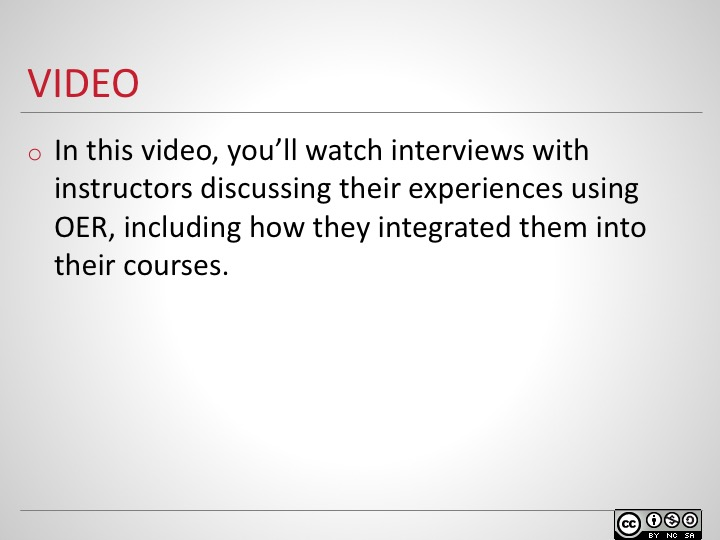 VIDEO
o In this video, you’ll watch interviews with
instructors discussing their experiences using
OER, including how they integrated them into
their courses.
cc
BY NC SA